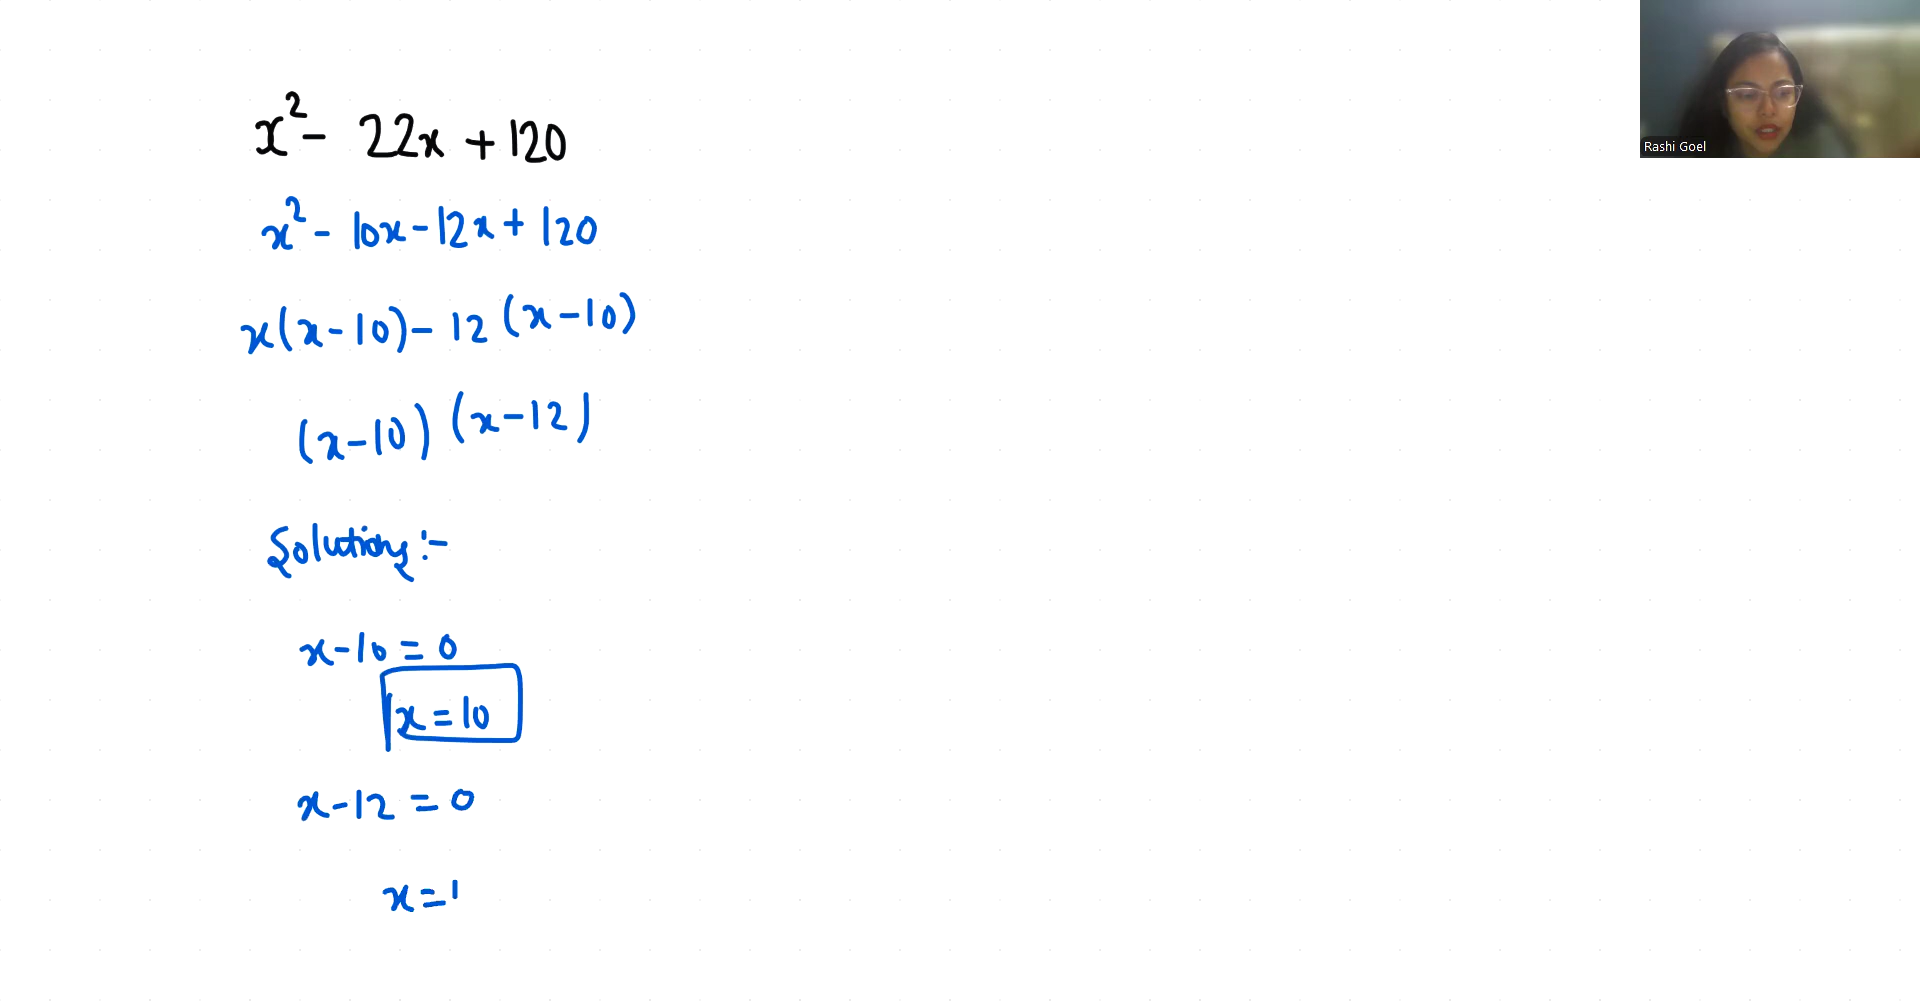 x² - 22x + 120
x² - 10x - 12x + 120
x(x-10) - 12(x-10)
(x-10)(x-12)
Solutions:-
x-10 = 0
x = 10
x-12 = 0
x = 1
Rashi Goel